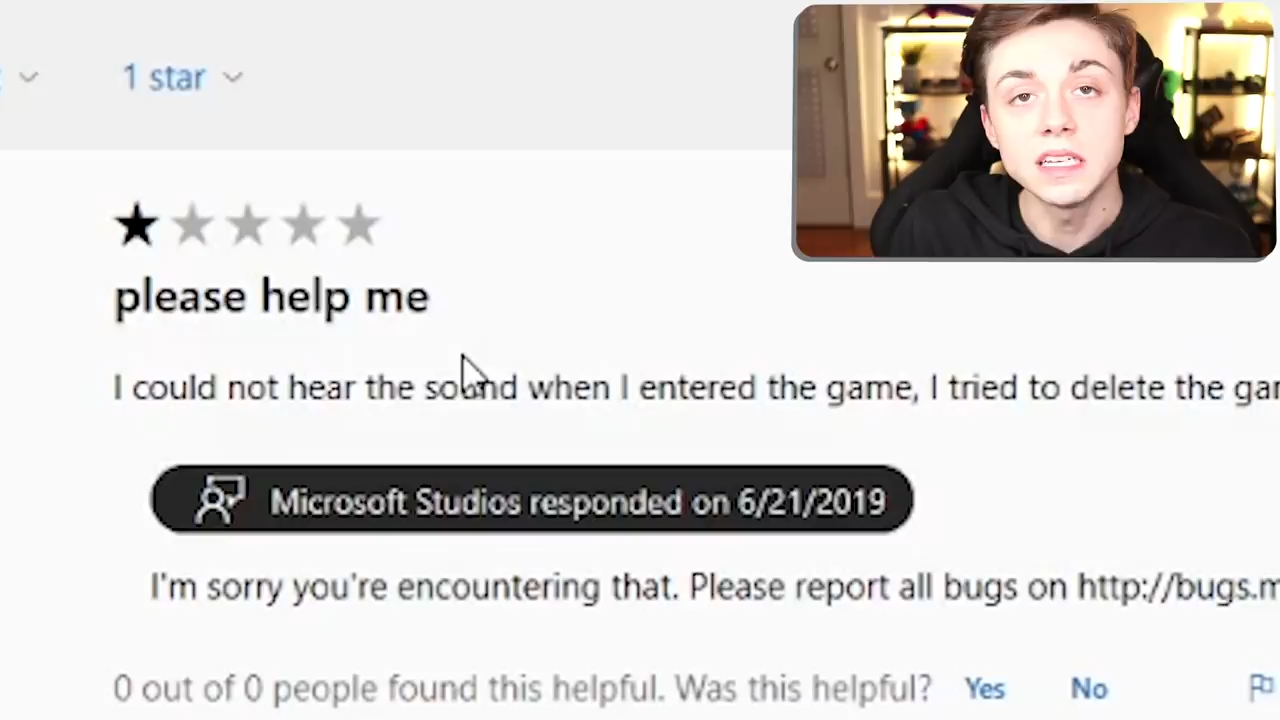 1 star
please help me
I could not hear the sound when I entered the game, I tried to delete the
Microsoft Studios responded on 6/21/2019
I'm sorry you're encountering that. Please report all bugs on http://bugs.m
0 out of 0 people found this helpful. Was this helpful? Yes No